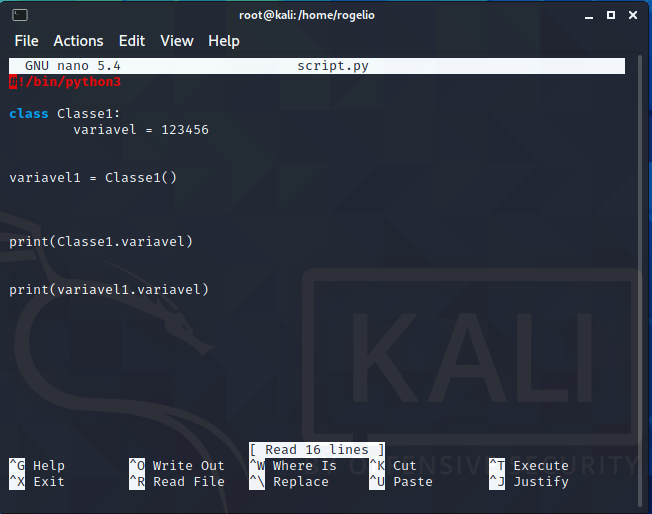 root@kali:/home/rogelio
File Actions Edit View Help
GNU nano 5.4 script.py
#!/bin/python3
class Classe1:
variavel = 123456
variavel1 = Classe1()
print(Classe1.variavel)
print(variavel1.variavel)
KALI
[ Read 16 lines ]
^G Help ^O Write Out ^W Where Is ^K Cut ^T Execute
OFFENSIVE SECURITY
^X Exit ^R Read File ^\ Replace ^U Paste ^J Justify